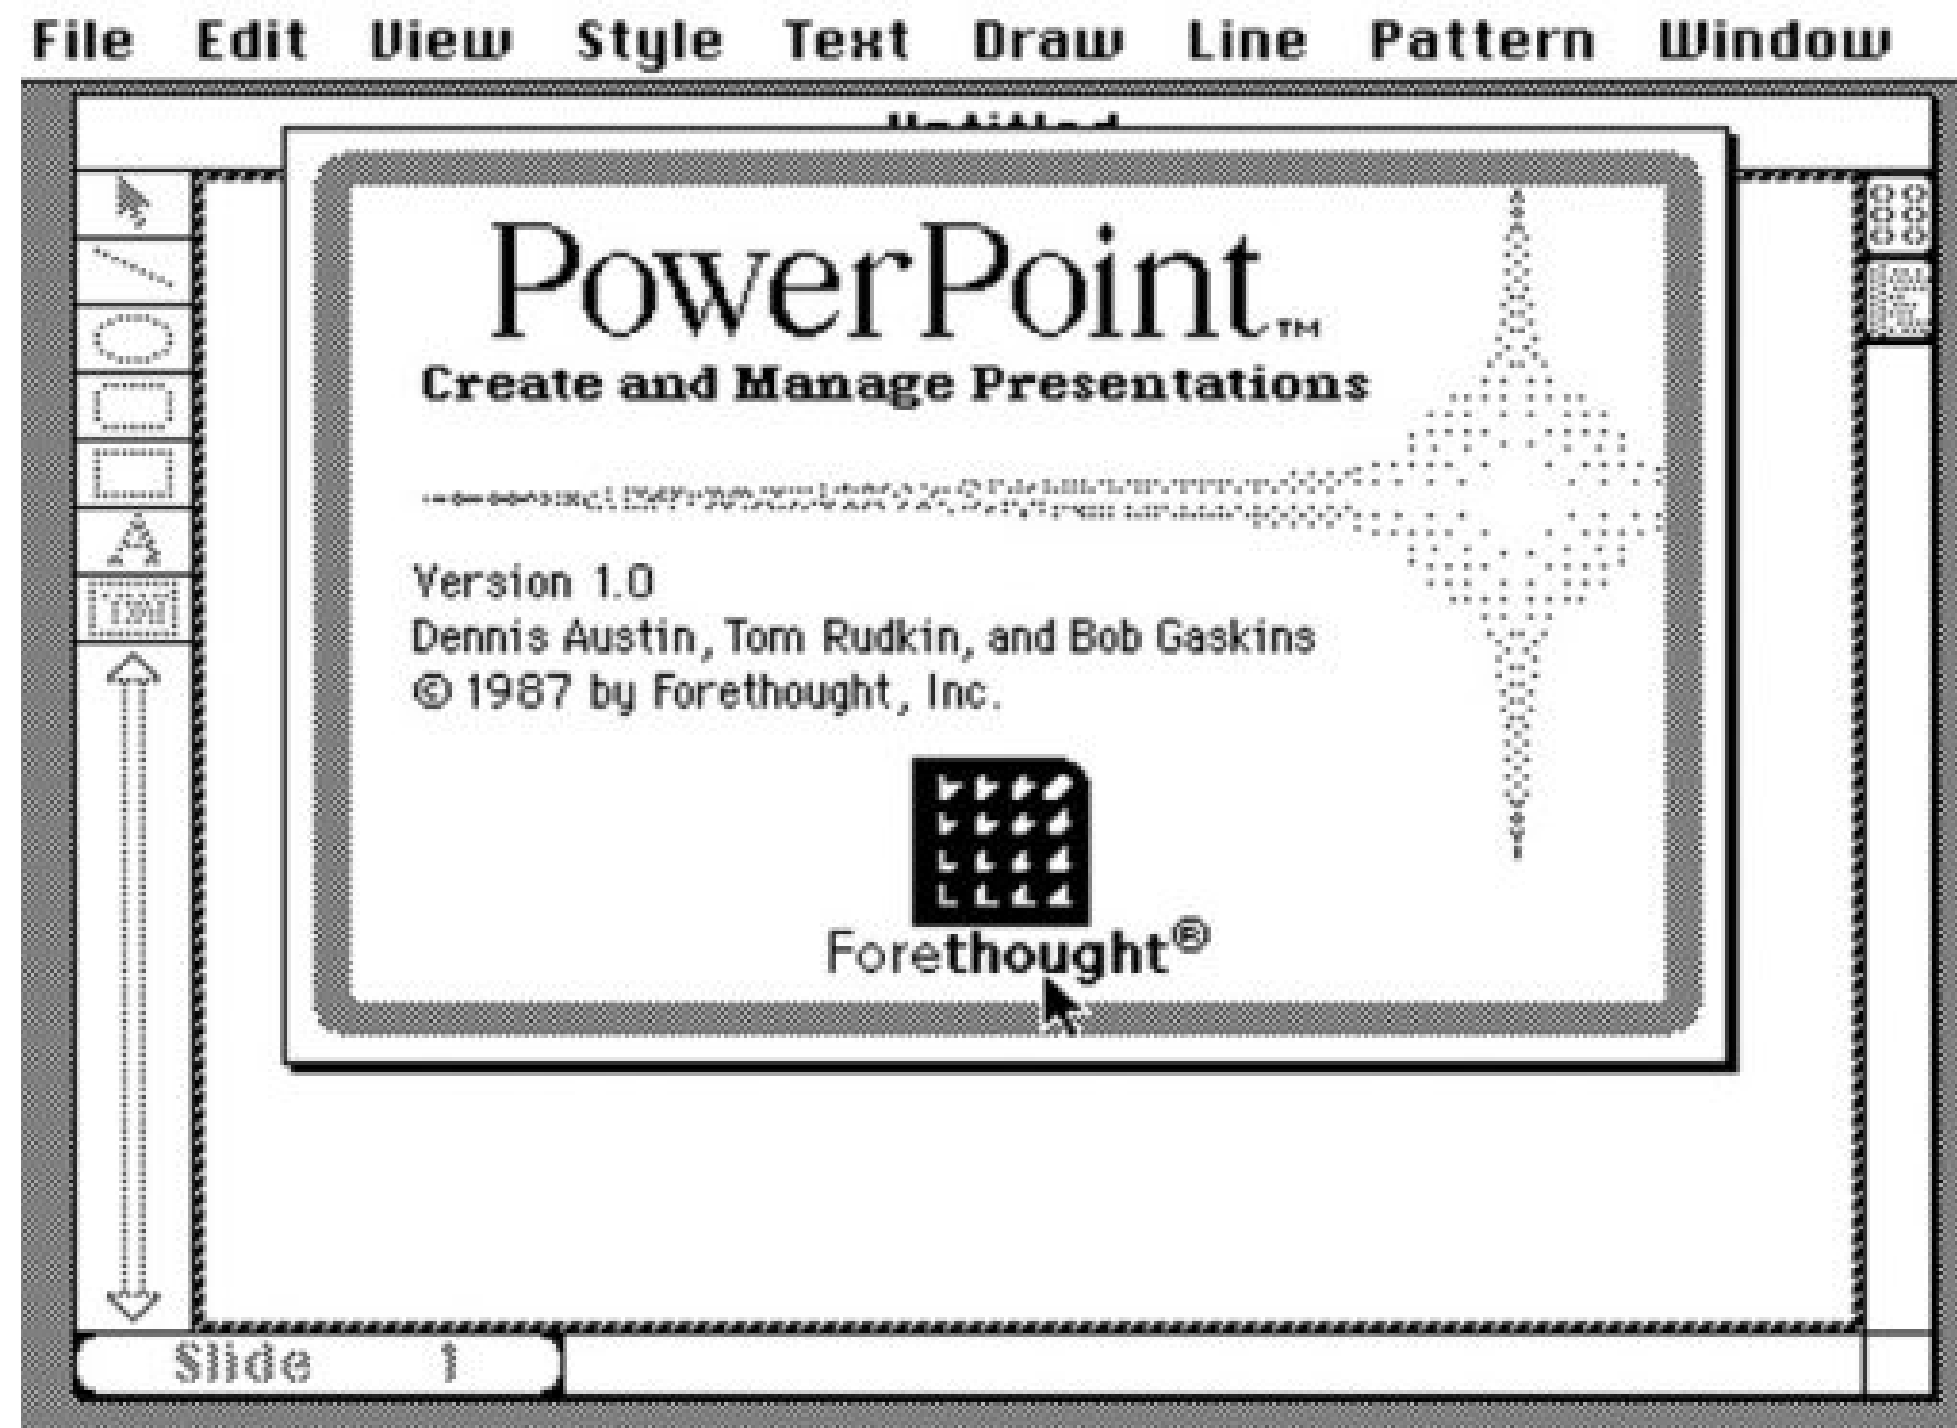 File Edit View Style Text Draw Line Pattern Window
Untitled
PowerPoint™
Create and Manage Presentations
Version 1.0
Dennis Austin, Tom Rudkin, and Bob Gaskins
© 1987 by Forethought, Inc.
Forethought®
A
Slide 1